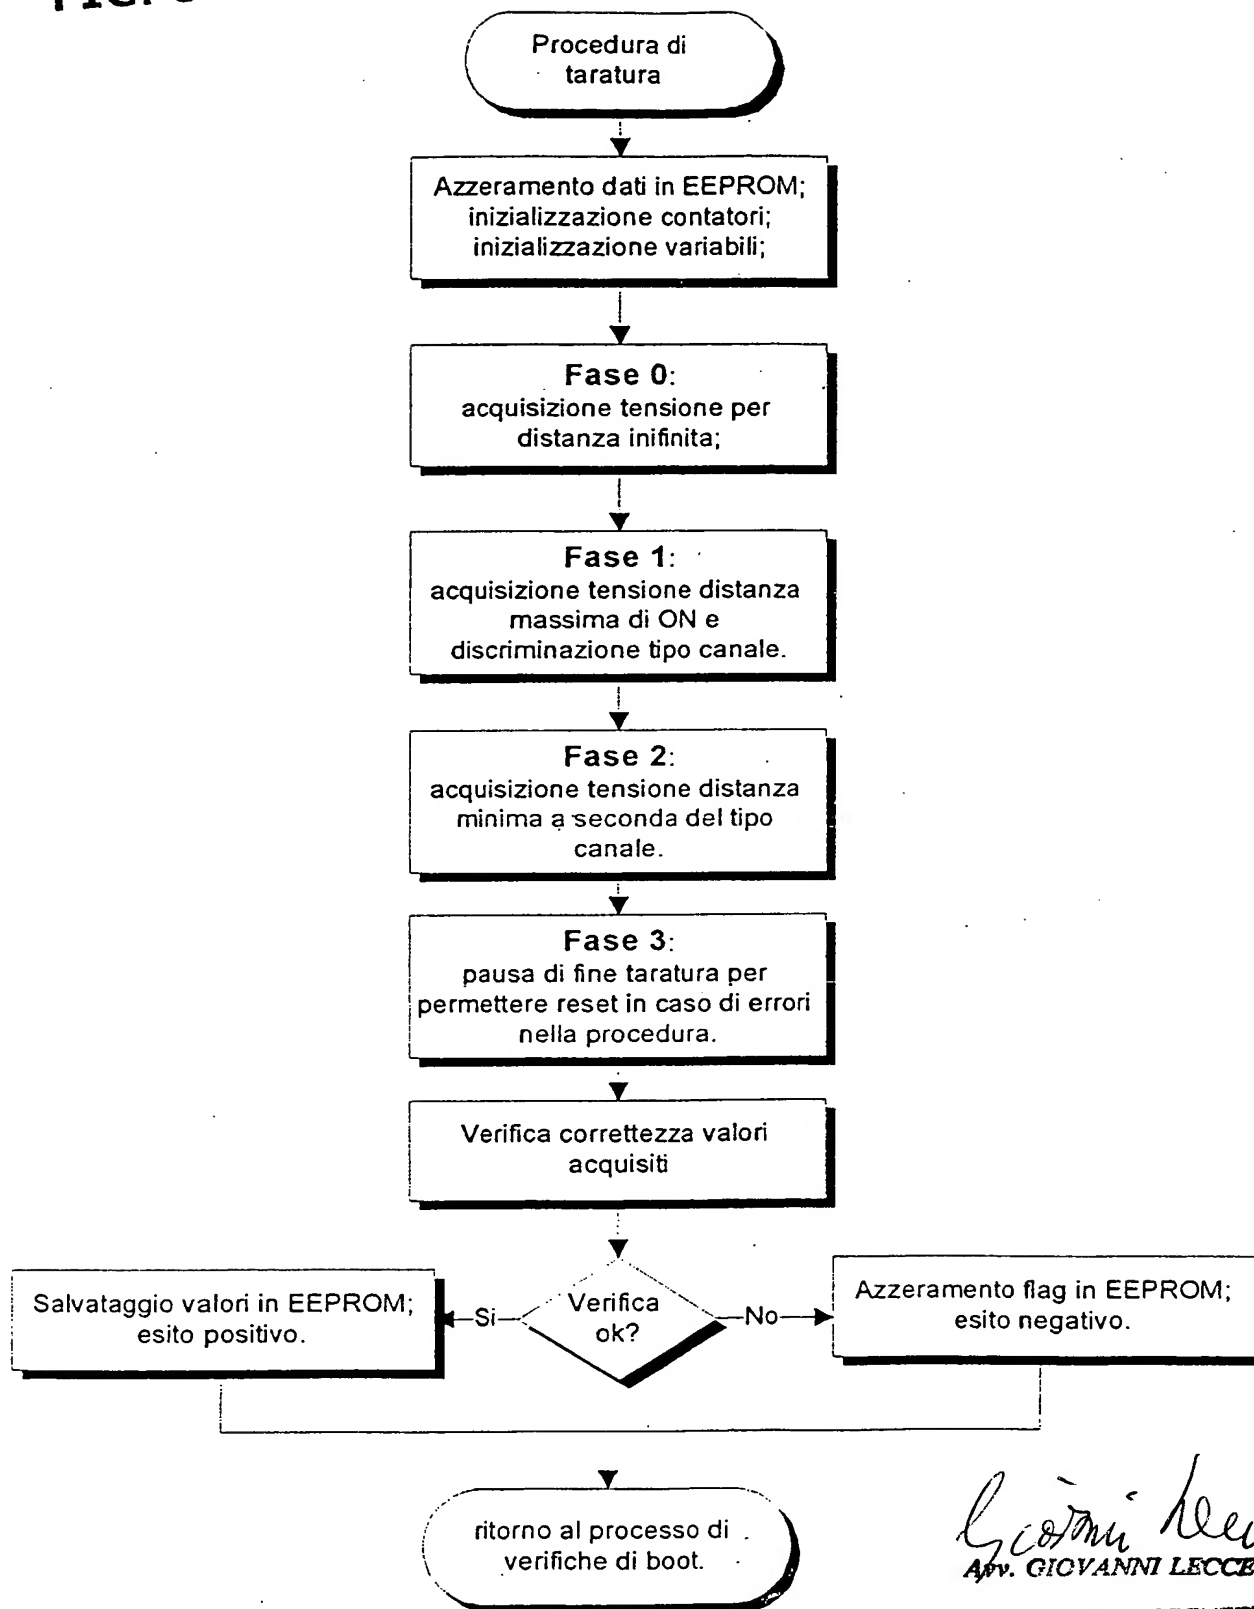 Procedura di
taratura
Azzeramento dati in EEPROM;
inizializzazione contatori;
inizializzazione variabili;
Fase 0:
acquisizione tensione per
distanza inifinita;
Fase 1:
acquisizione tensione distanza
massima di ON e
discriminazione tipo canale.
Fase 2:
acquisizione tensione distanza
minima a seconda del tipo
canale.
Fase 3:
pausa di fine taratura per
permettere reset in caso di errori
nella procedura.
Verifica correttezza valori
acquisiti
Salvataggio valori in EEPROM;
esito positivo.
Si
Verifica
ok?
No
Azzeramento flag in EEPROM;
esito negativo.
ritorno al processo di
verifiche di boot.
Avv. GIOVANNI LECCE